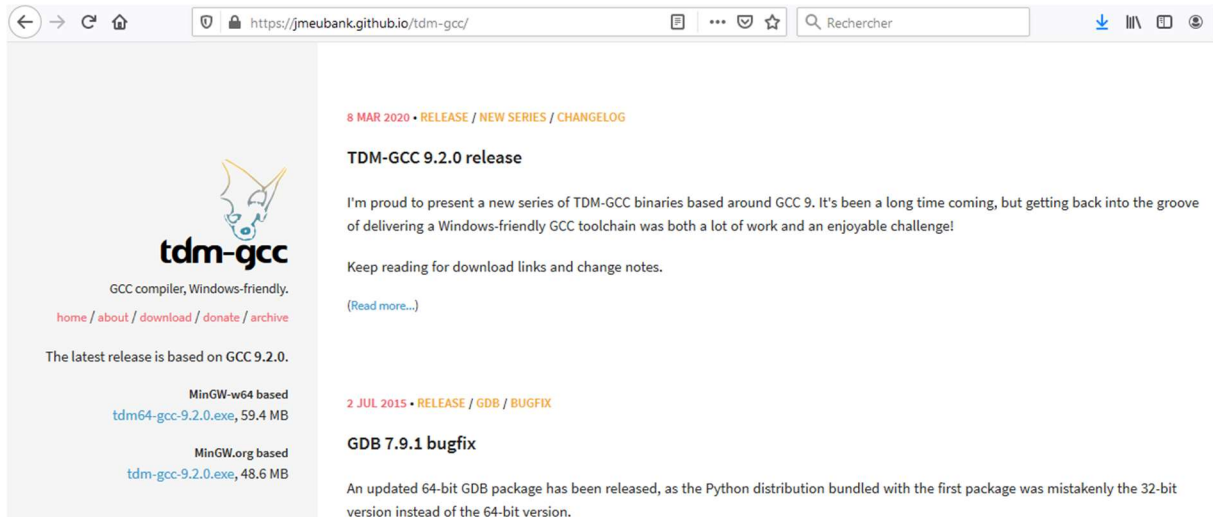 https://jmeubank.github.io/tdm-gcc/
Rechercher
tdm-gcc
GCC compiler, Windows-friendly.
home / about / download / donate / archive
The latest release is based on GCC 9.2.0.
MinGW-w64 based
tdm64-gcc-9.2.0.exe, 59.4 MB
MinGW.org based
tdm-gcc-9.2.0.exe, 48.6 MB
8 MAR 2020 • RELEASE / NEW SERIES / CHANGELOG
TDM-GCC 9.2.0 release
I'm proud to present a new series of TDM-GCC binaries based around GCC 9. It's been a long time coming, but getting back into the groove
of delivering a Windows-friendly GCC toolchain was both a lot of work and an enjoyable challenge!
Keep reading for download links and change notes.
(Read more...)
2 JUL 2015 • RELEASE / GDB / BUGFIX
GDB 7.9.1 bugfix
An updated 64-bit GDB package has been released, as the Python distribution bundled with the first package was mistakenly the 32-bit
version instead of the 64-bit version.